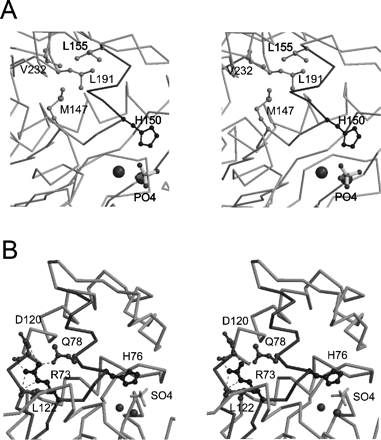 A
L155
L155
V232
L191
V232
L191
M147
H150
M147
H150
PO4
PO4
B
D120
D120
Q78
H76
Q78
H76
R73
R73
SO4
SO4
L122
L122